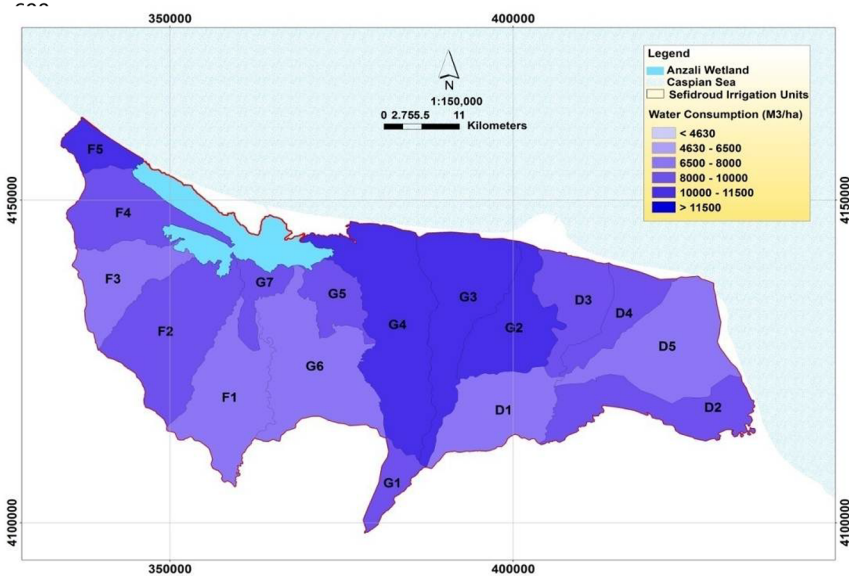 350000
400000
Legend
Anzali Wetland
Caspian Sea
Sefidroud Irrigation Units
Water Consumption (M3/ha)
< 4630
4630 - 6500
6500 - 8000
8000 - 10000
10000 - 11500
> 11500
N
1:150,000
0 2.755.5 11
Kilometers
4150000
4150000
F5
F4
F3
G7
G5
G3
D3
D4
F2
G4
G2
D5
G6
F1
D1
D2
G1
4100000
4100000
350000
400000